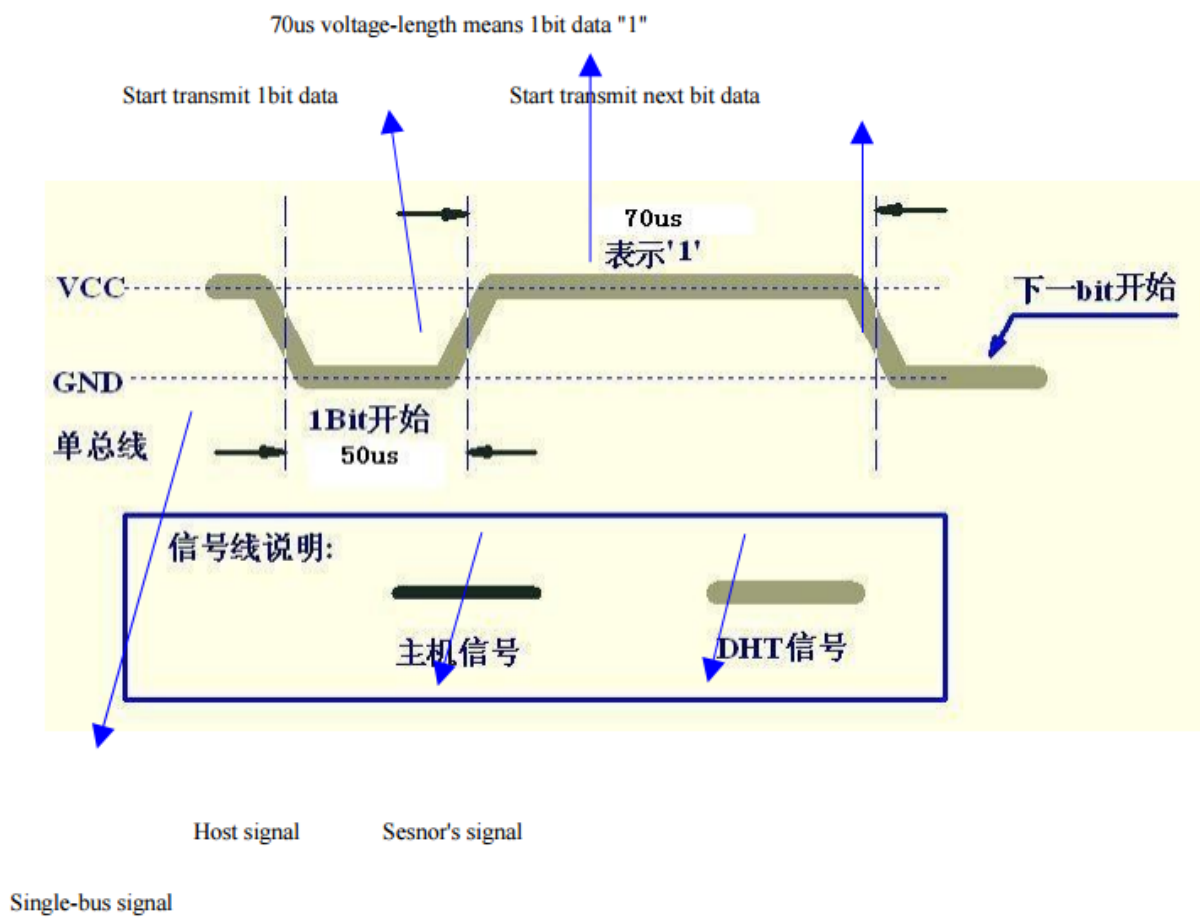 70us voltage-length means 1bit data "1"
Start transmit 1bit data
Start transmit next bit data
70us
表示'1'
VCC
下一bit开始
GND
1Bit开始
单总线
50us
信号线说明:
主机信号
DHT信号
Host signal
Sesnor's signal
Single-bus signal